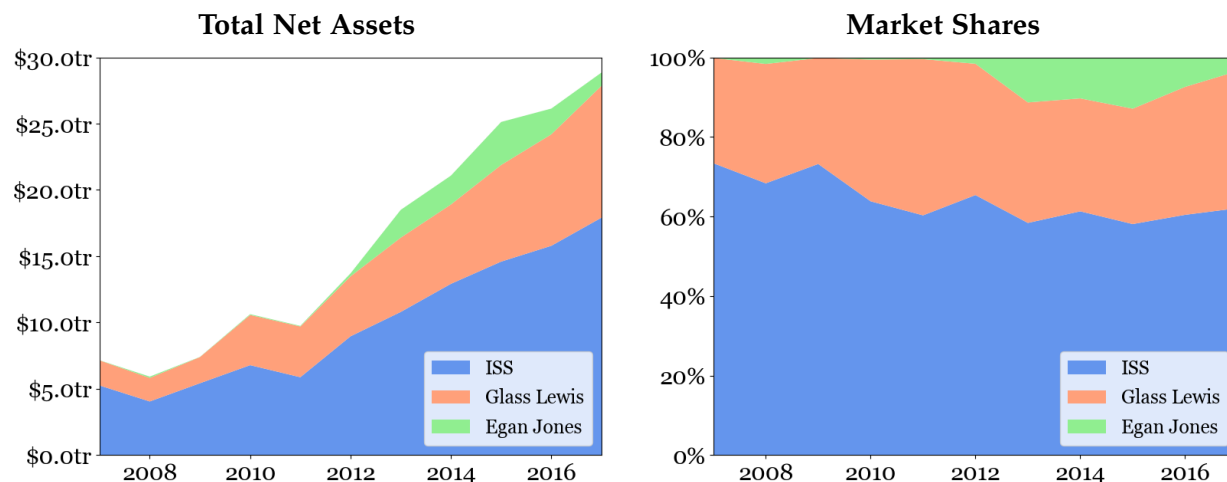 Total Net Assets
$30.0tr
$25.0tr
$20.0tr
$15.0tr
$10.0tr
$5.0tr
$0.0tr
2008 2010 2012 2014 2016
ISS
Glass Lewis
Egan Jones
Market Shares
100%
80%
60%
40%
20%
0%
2008 2010 2012 2014 2016
ISS
Glass Lewis
Egan Jones